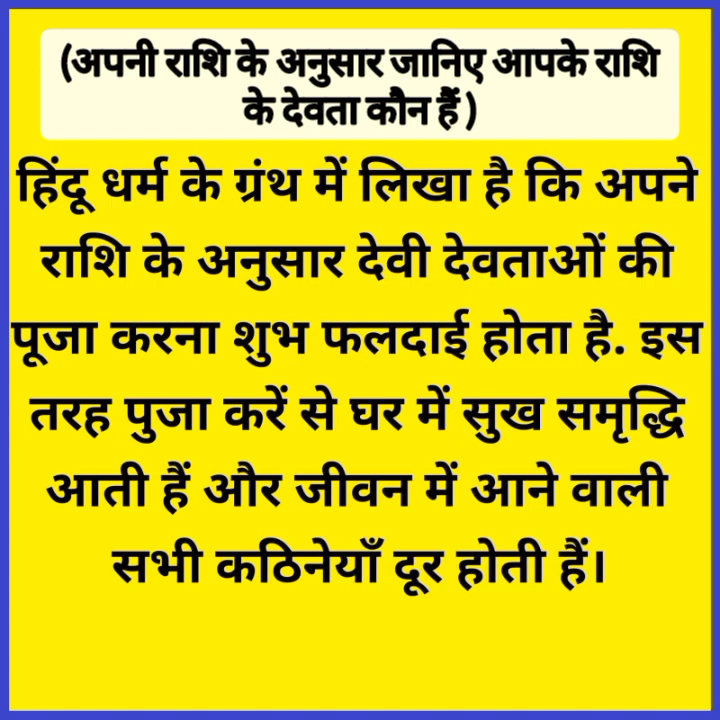 (अपनी राशि के अनुसार जानिए आपके राशि
के देवता कौन हैं )
हिंदू धर्म के ग्रंथ में लिखा है कि अपने
राशि के अनुसार देवी देवताओं की
पूजा करना शुभ फलदाई होता है. इस
तरह पुजा करें से घर में सुख समृद्धि
आती हैं और जीवन में आने वाली
सभी कठिनेयाँ दूर होती हैं।